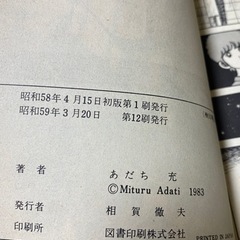 昭和58年4月15日初版第1刷発行
昭和59年3月20日 第12刷発行
著者 あだち 充
©Mituru Adati 1983
発行者 相賀徹夫
印刷所 図書印刷株式会社
PRINTED IN JAPAN